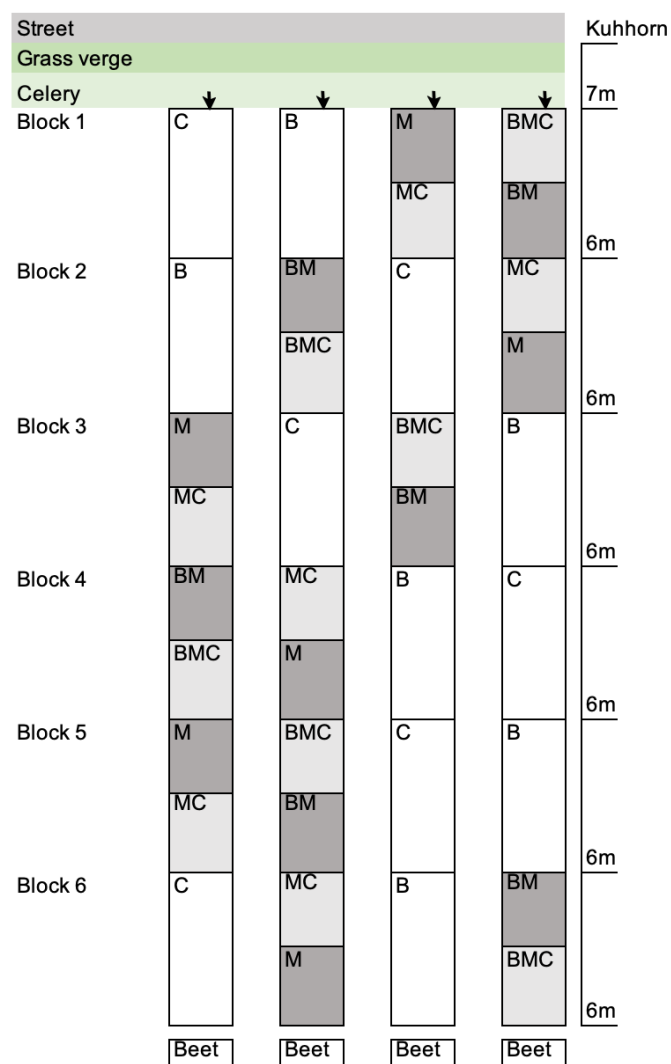 Street Kuhhorn
Grass verge
Celery 7m
Block 1 C B M BMC
MC BM
6m
Block 2 B BM C MC
BMC M
6m
Block 3 M C BMC B
MC BM
6m
Block 4 BM MC B C
BMC M
6m
Block 5 M BMC C B
MC BM
6m
Block 6 C MC B BM
M BMC
6m
Beet Beet Beet Beet